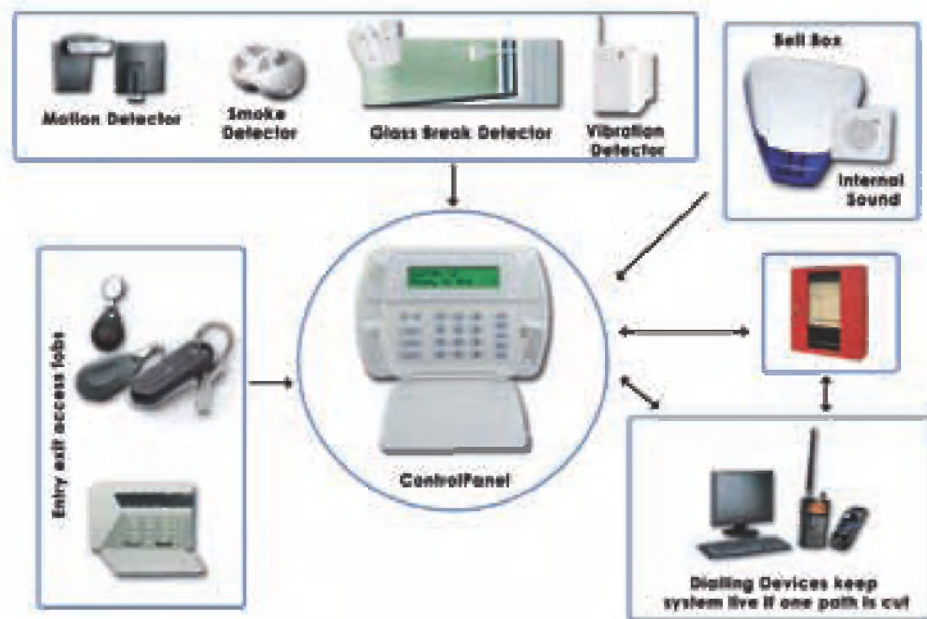 Motion Detector
Smoke
Detector
Glass Break Detector
Vibration
Detector
Bell Box
Internal
Sound
Entry exit access fobs
ControlPanel
Dialling Devices keep
system live if one path is cut